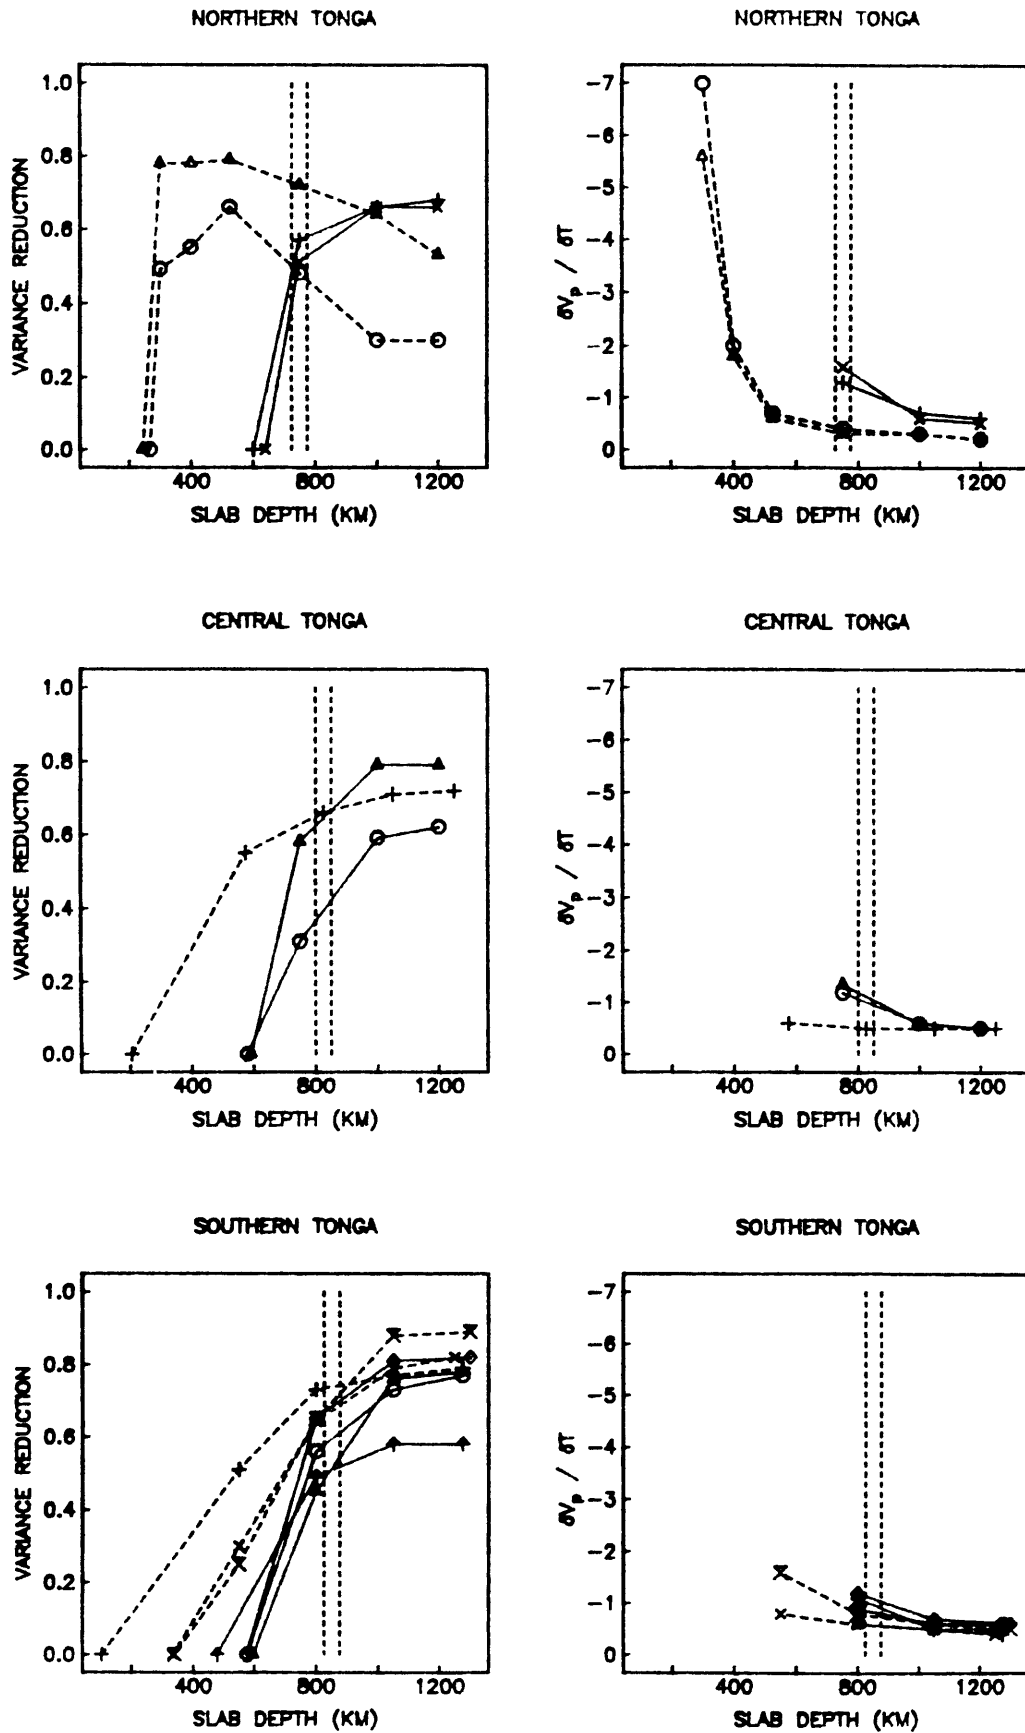 NORTHERN TONGA
NORTHERN TONGA
1.0
0.8
0.6
0.4
0.2
0.0
VARIANCE REDUCTION
400 800 1200
SLAB DEPTH (KM)
-7
-6
-5
-4
-3
-2
-1
0
δVp / δT
400 800 1200
SLAB DEPTH (KM)
CENTRAL TONGA
CENTRAL TONGA
1.0
0.8
0.6
0.4
0.2
0.0
VARIANCE REDUCTION
400 800 1200
SLAB DEPTH (KM)
-7
-6
-5
-4
-3
-2
-1
0
δVp / δT
400 800 1200
SLAB DEPTH (KM)
SOUTHERN TONGA
SOUTHERN TONGA
1.0
0.8
0.6
0.4
0.2
0.0
VARIANCE REDUCTION
400 800 1200
SLAB DEPTH (KM)
-7
-6
-5
-4
-3
-2
-1
0
δVp / δT
400 800 1200
SLAB DEPTH (KM)